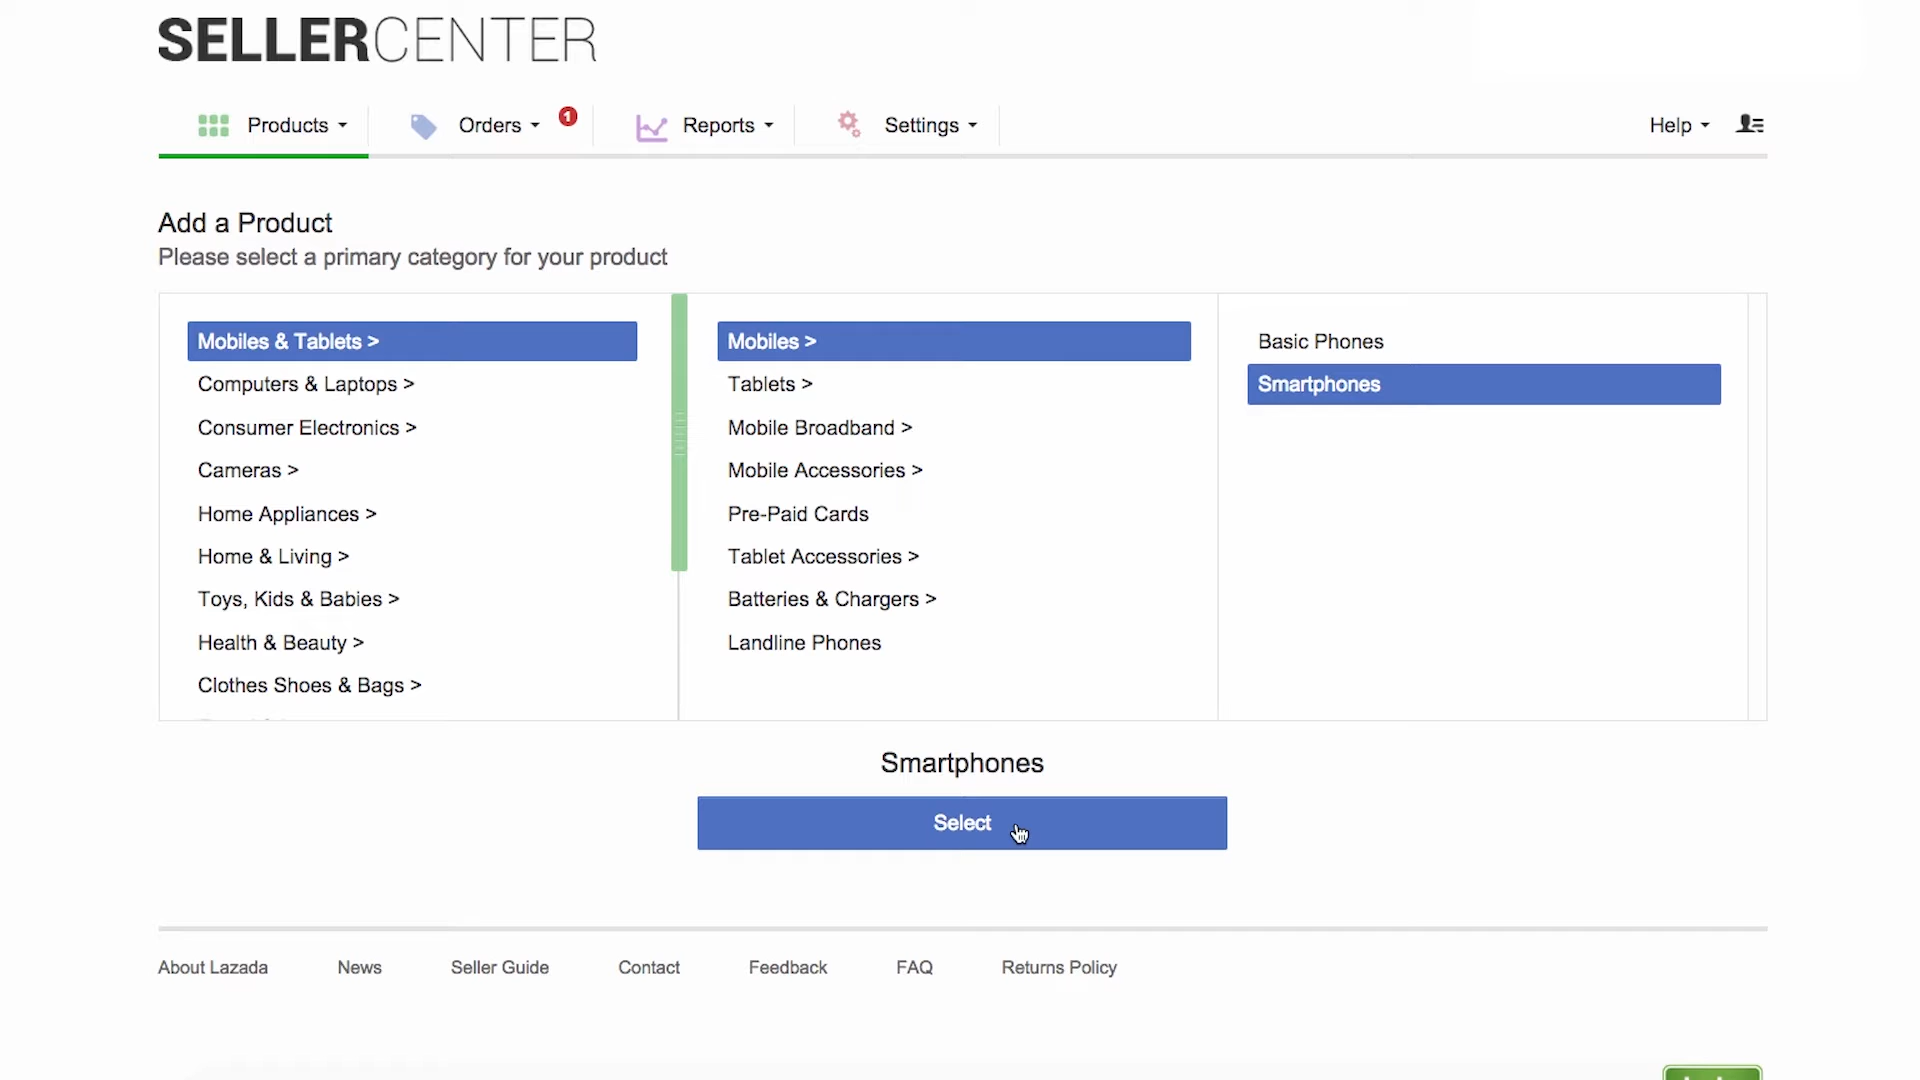 SELLERCENTER
Products
Orders
1
Reports
Settings
Help
Add a Product
Please select a primary category for your product
Mobiles & Tablets >
Computers & Laptops >
Consumer Electronics >
Cameras >
Home Appliances >
Home & Living >
Toys, Kids & Babies >
Health & Beauty >
Clothes Shoes & Bags >
Mobiles >
Tablets >
Mobile Broadband >
Mobile Accessories >
Pre-Paid Cards
Tablet Accessories >
Batteries & Chargers >
Landline Phones
Basic Phones
Smartphones
Smartphones
Select
About Lazada
News
Seller Guide
Contact
Feedback
FAQ
Returns Policy